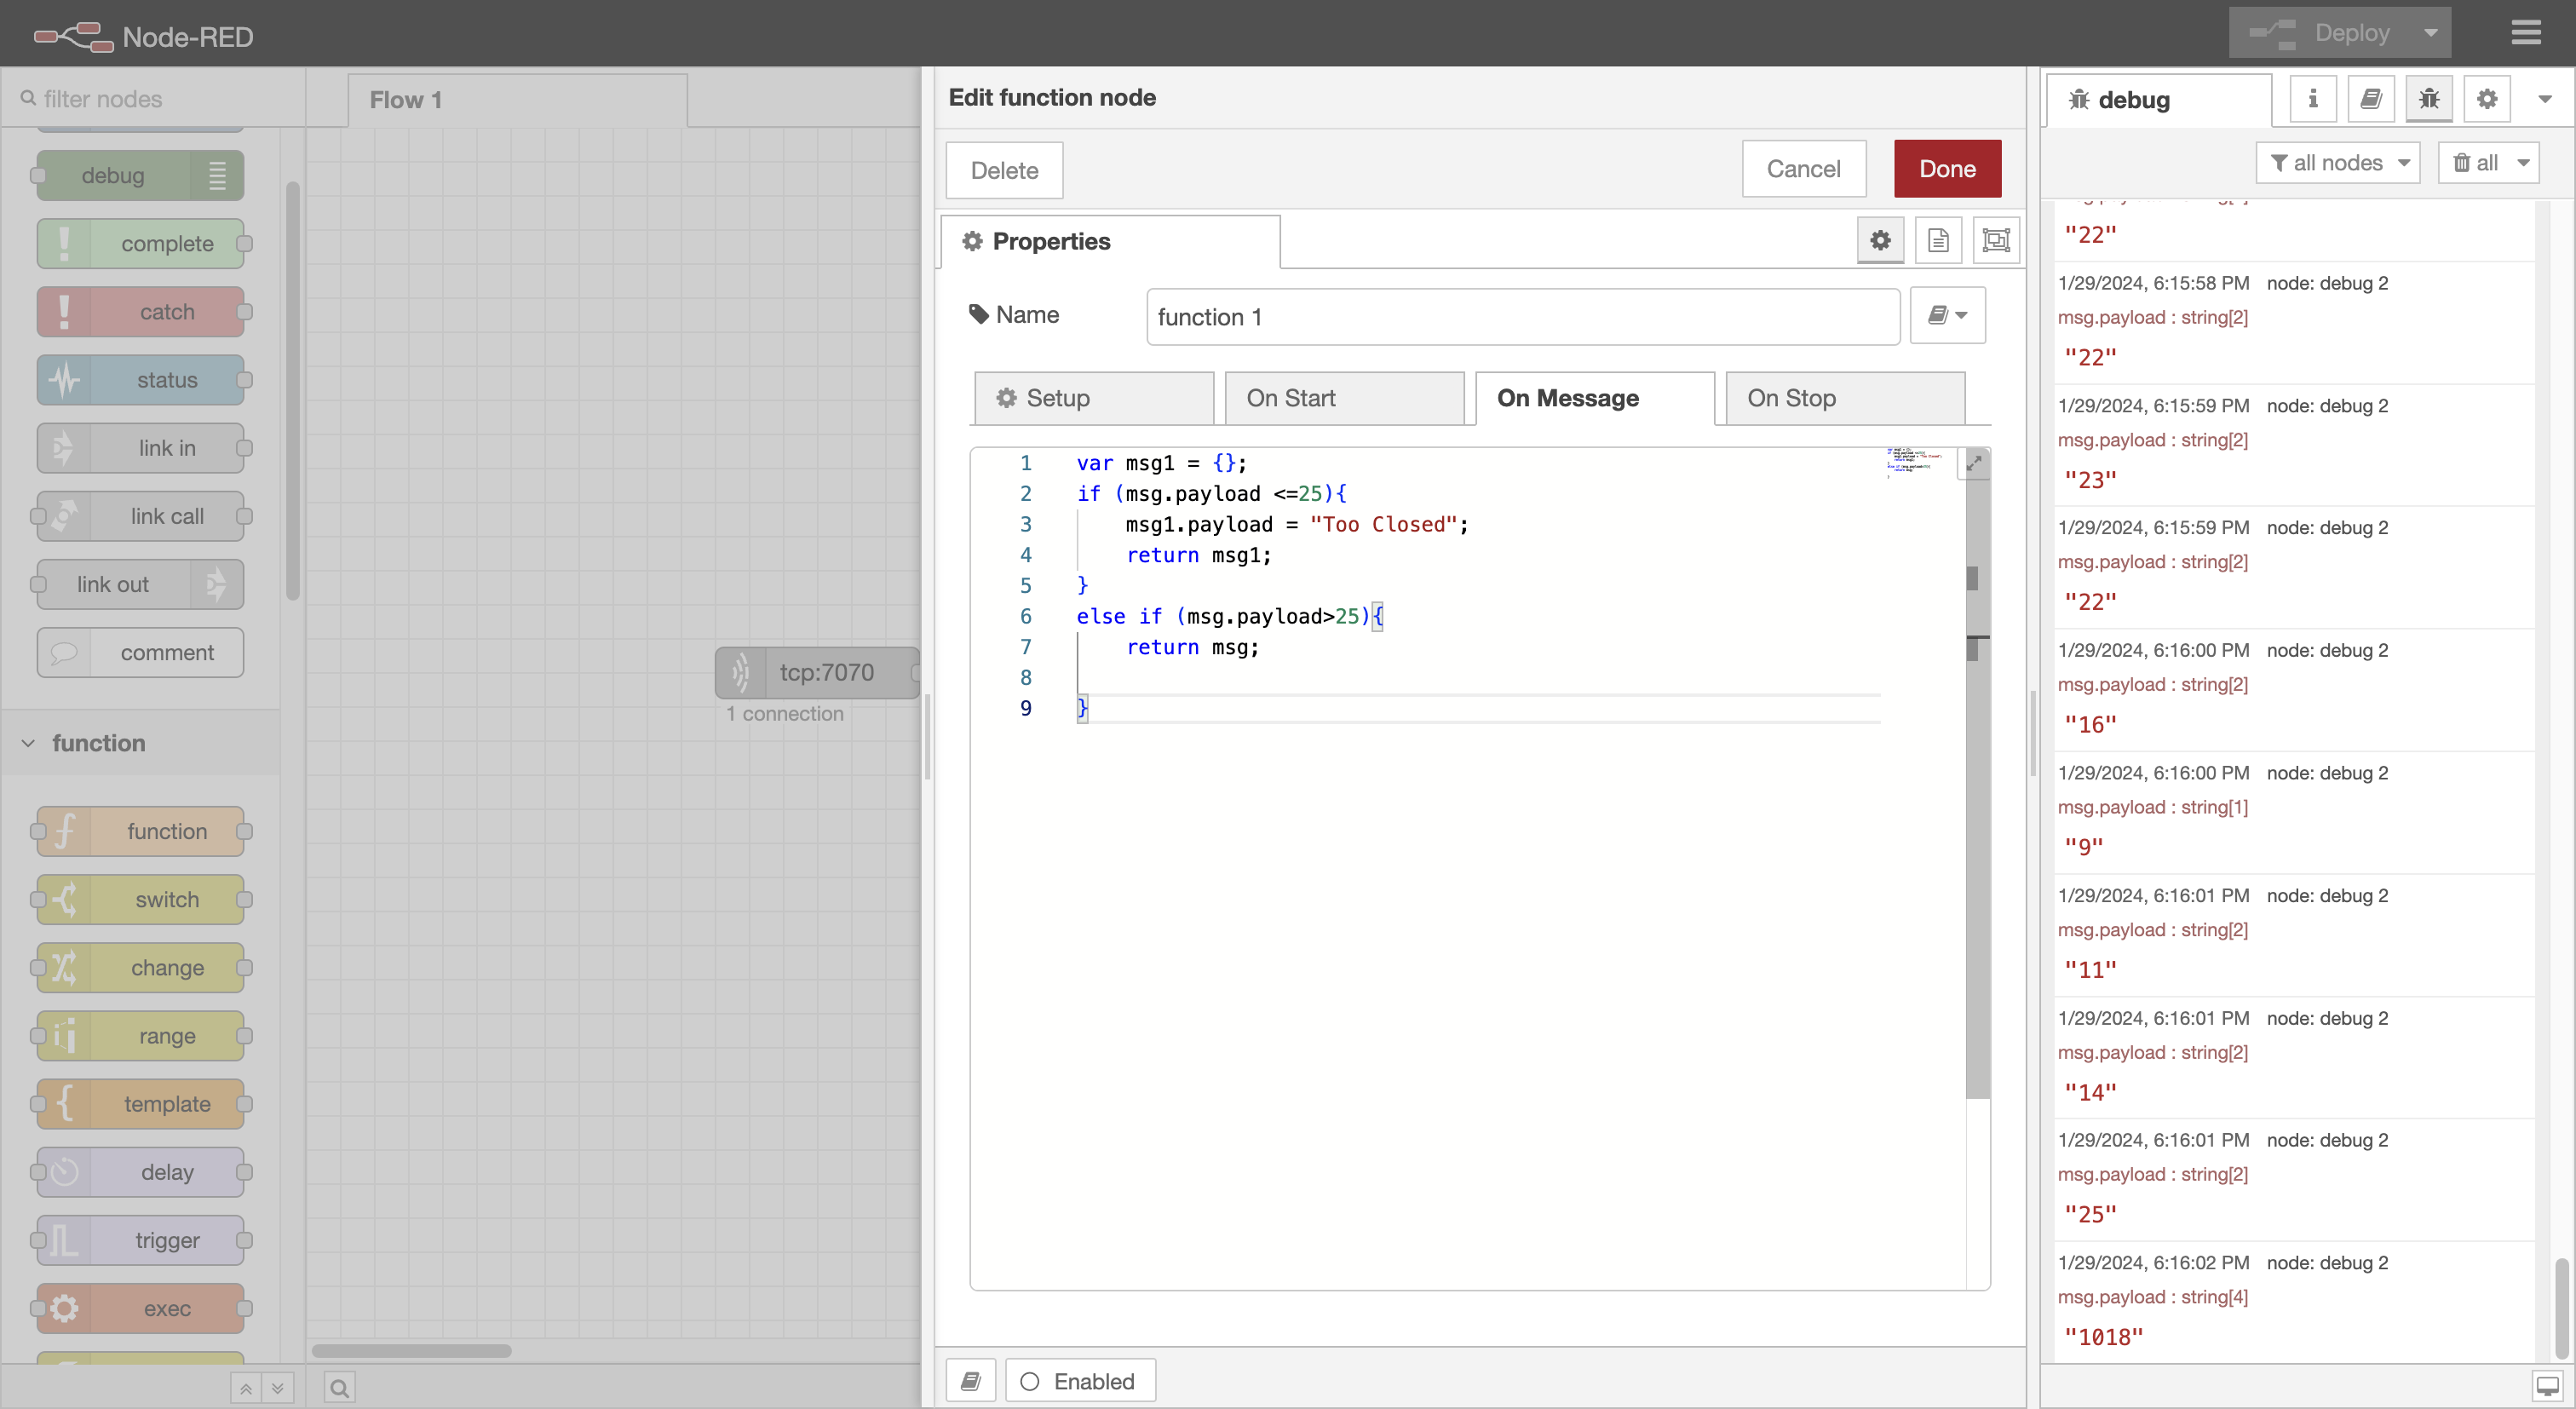 Node-RED
Deploy
filter nodes
debug
complete
catch
status
link in
link call
link out
comment
function
function
switch
change
range
template
delay
trigger
exec
Flow 1
tcp:7070
1 connection
Edit function node
Delete
Cancel
Done
Properties
Name
function 1
Setup
On Start
On Message
On Stop
1 var msg1 = {};
2 if (msg.payload <=25){
3 msg1.payload = "Too Closed";
4 return msg1;
5 }
6 else if (msg.payload>25){
7 return msg;
8
9 }
Enabled
debug
i
all nodes
all
"22"
1/29/2024, 6:15:58 PM node: debug 2
msg.payload : string[2]
"22"
1/29/2024, 6:15:59 PM node: debug 2
msg.payload : string[2]
"23"
1/29/2024, 6:15:59 PM node: debug 2
msg.payload : string[2]
"22"
1/29/2024, 6:16:00 PM node: debug 2
msg.payload : string[2]
"16"
1/29/2024, 6:16:00 PM node: debug 2
msg.payload : string[1]
"9"
1/29/2024, 6:16:01 PM node: debug 2
msg.payload : string[2]
"11"
1/29/2024, 6:16:01 PM node: debug 2
msg.payload : string[2]
"14"
1/29/2024, 6:16:01 PM node: debug 2
msg.payload : string[2]
"25"
1/29/2024, 6:16:02 PM node: debug 2
msg.payload : string[4]
"1018"